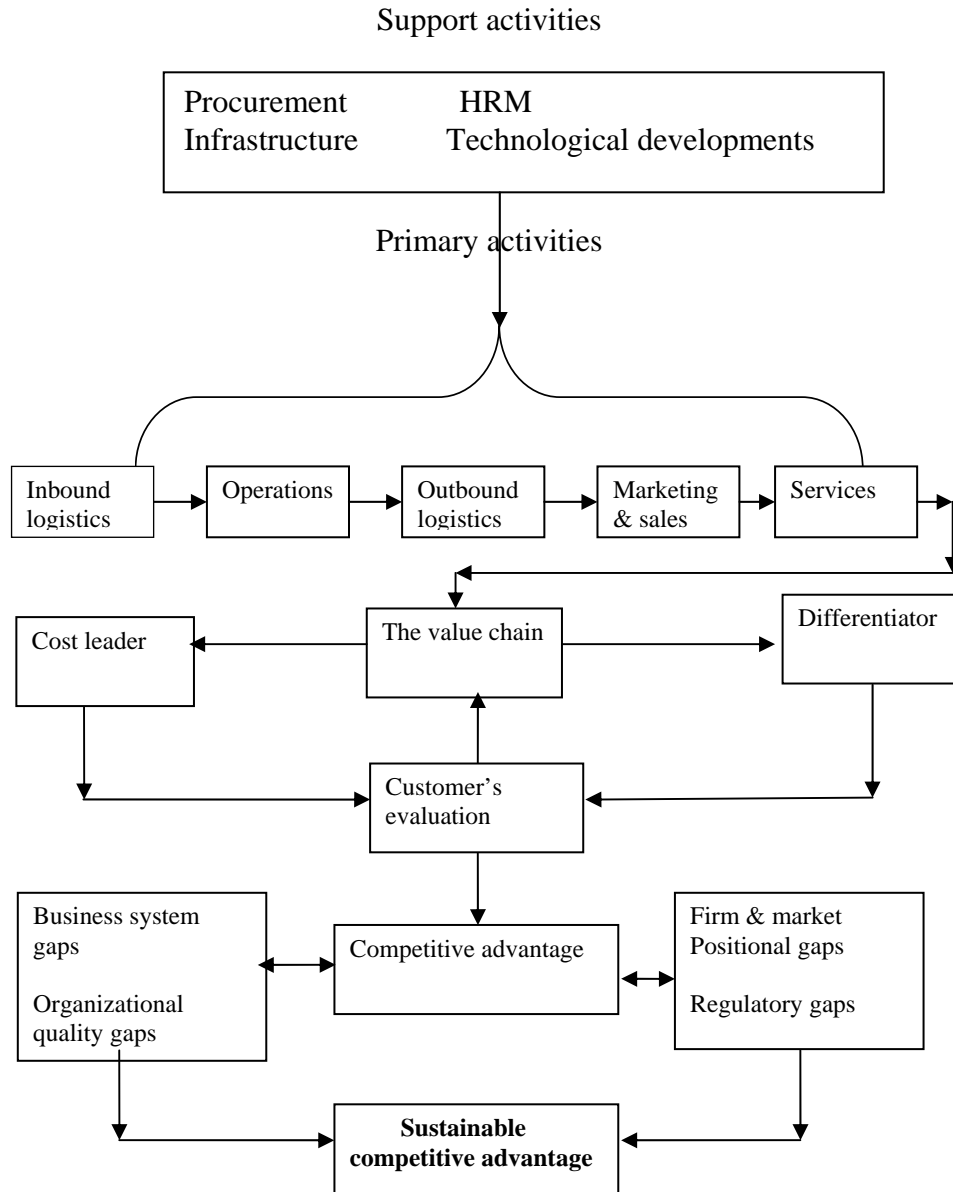 Support activities
Procurement HRM
Infrastructure Technological developments
Primary activities
Inbound
logistics
Operations
Outbound
logistics
Marketing
& sales
Services
Cost leader
The value chain
Differentiator
Customer's
evaluation
Business system
gaps
Organizational
quality gaps
Competitive advantage
Firm & market
Positional gaps
Regulatory gaps
Sustainable
competitive advantage